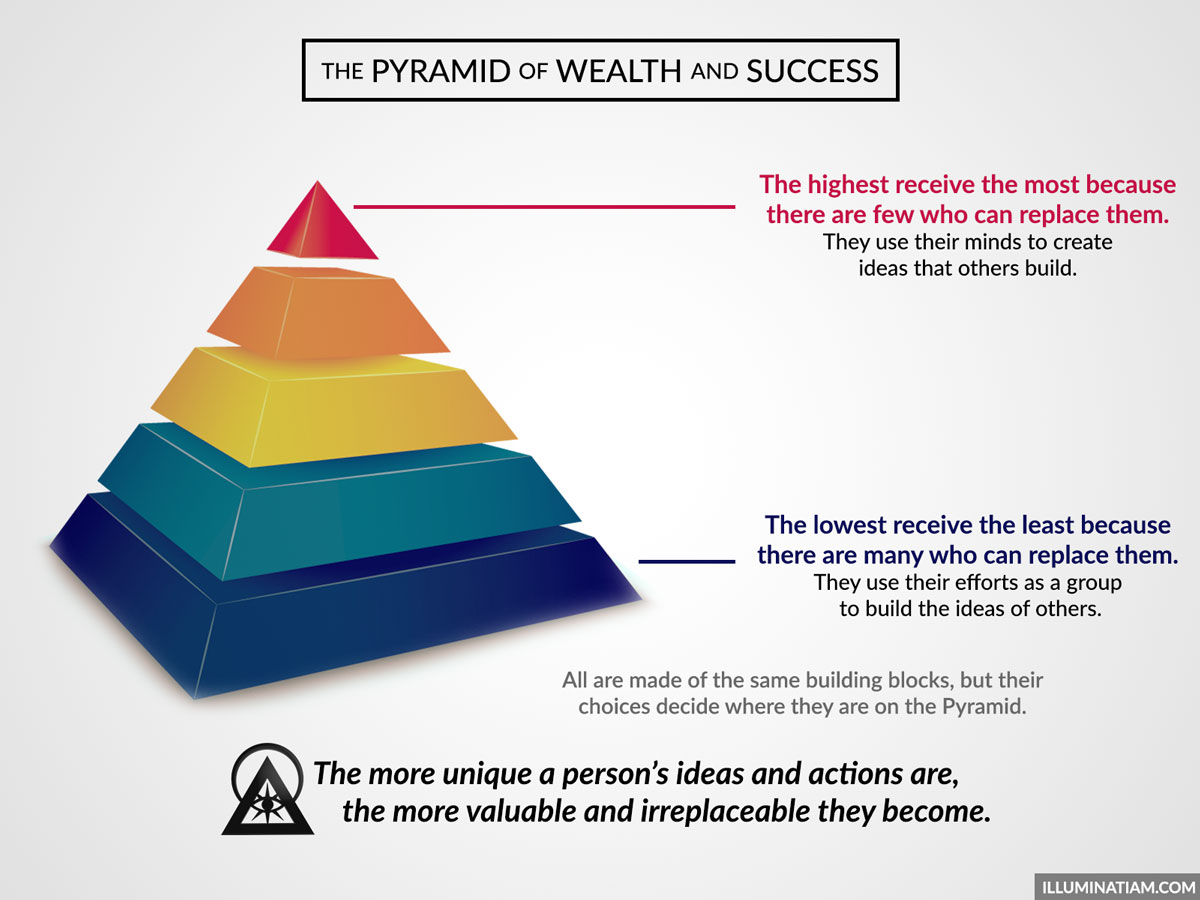 THE PYRAMID OF WEALTH AND SUCCESS
The highest receive the most because
there are few who can replace them.
They use their minds to create
ideas that others build.
The lowest receive the least because
there are many who can replace them.
They use their efforts as a group
to build the ideas of others.
All are made of the same building blocks, but their
choices decide where they are on the Pyramid.
The more unique a person’s ideas and actions are,
the more valuable and irreplaceable they become.
ILLUMINATIAM.COM